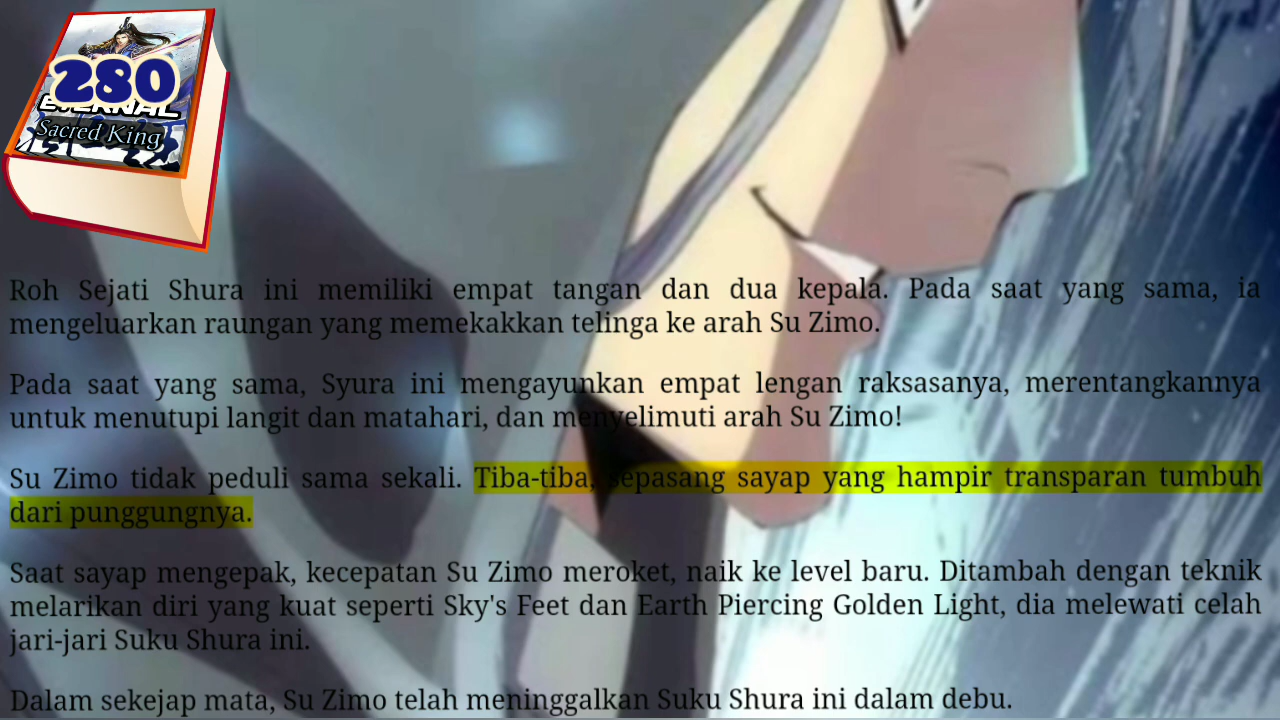 280
ETERNAL
Sacred King
Roh Sejati Shura ini memiliki empat tangan dan dua kepala. Pada saat yang sama, ia
mengeluarkan raungan yang memekakkan telinga ke arah Su Zimo.
Pada saat yang sama, Syura ini mengayunkan empat lengan raksasanya, merentangkannya
untuk menutupi langit dan matahari, dan menyelimuti arah Su Zimo!
Su Zimo tidak peduli sama sekali. Tiba-tiba, sepasang sayap yang hampir transparan tumbuh
dari punggungnya.
Saat sayap mengepak, kecepatan Su Zimo meroket, naik ke level baru. Ditambah dengan teknik
melarikan diri yang kuat seperti Sky's Feet dan Earth Piercing Golden Light, dia melewati celah
jari-jari Suku Shura ini.
Dalam sekejap mata, Su Zimo telah meninggalkan Suku Shura ini dalam debu.